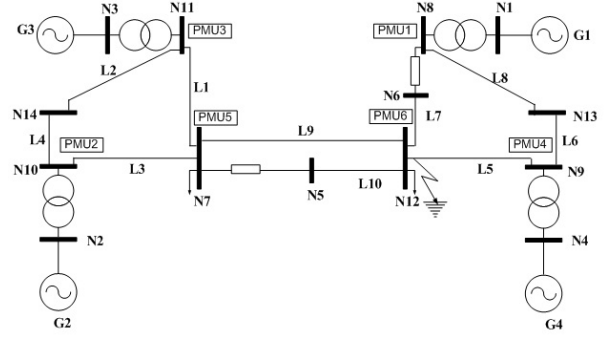 N3 N11 N8 N1
G3 PMU3 PMU1 G1
L2 L8
L1 N6
N14 PMU5 PMU6 L7 N13
L4 PMU2 L9 PMU4 L6
N10 L3 L5 N9
N7 N5 L10 N12
N2 N4
G2 G4